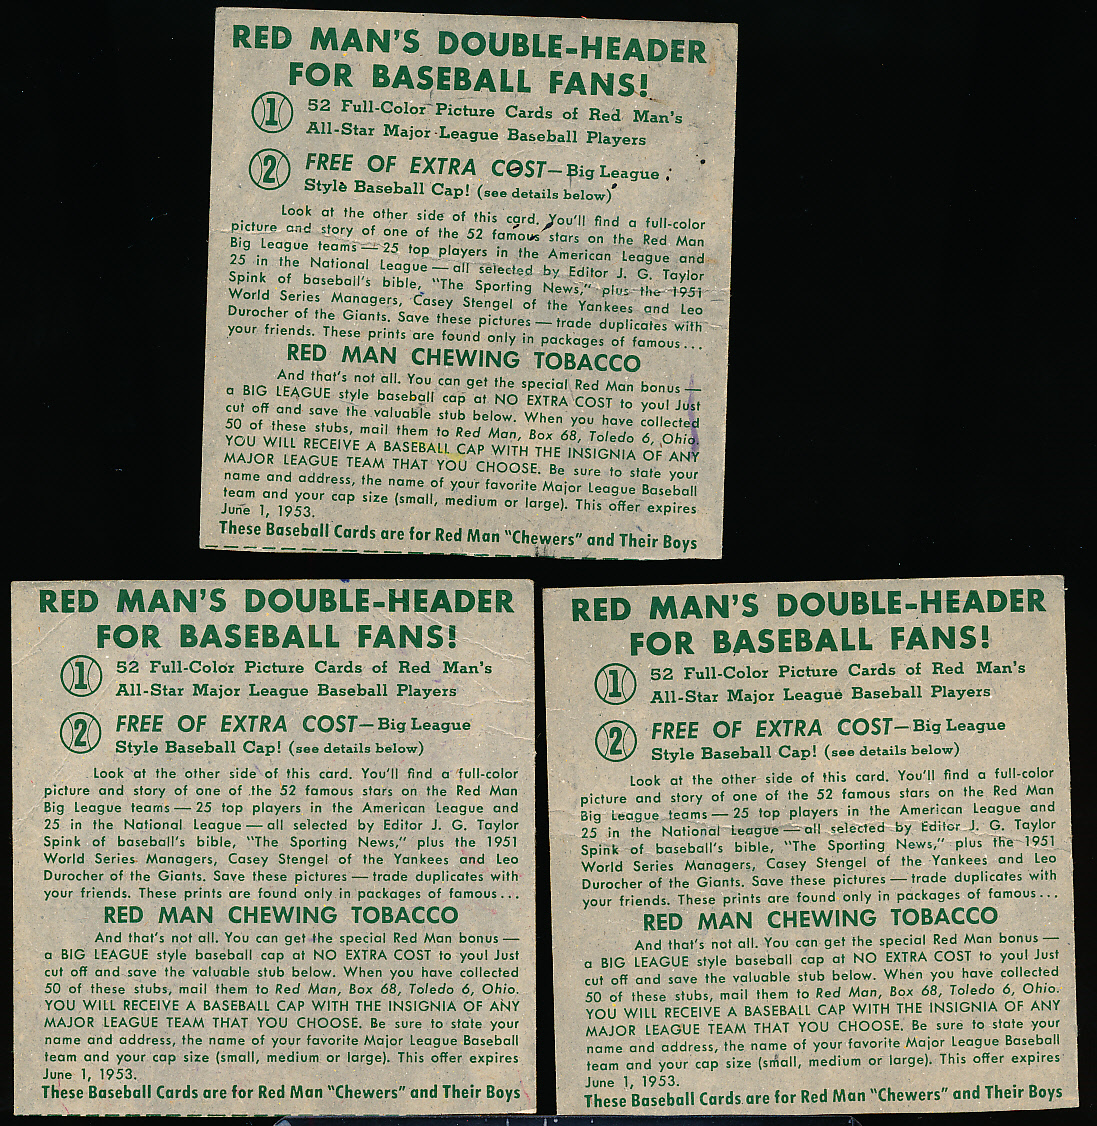 RED MAN'S DOUBLE-HEADER
FOR BASEBALL FANS!
1 52 Full-Color Picture Cards of Red Man's
All-Star Major League Baseball Players
2 FREE OF EXTRA COST—Big League
Style Baseball Cap! (see details below)
Look at the other side of this card. You'll find a full-color
picture and story of one of the 52 famous stars on the Red Man
Big League teams — 25 top players in the American League and
25 in the National League — all selected by Editor J. G. Taylor
Spink of baseball's bible, "The Sporting News," plus the 1951
World Series Managers, Casey Stengel of the Yankees and Leo
Durocher of the Giants. Save these pictures — trade duplicates with
your friends. These prints are found only in packages of famous...
RED MAN CHEWING TOBACCO
And that's not all. You can get the special Red Man bonus —
a BIG LEAGUE style baseball cap at NO EXTRA COST to you! Just
cut off and save the valuable stub below. When you have collected
50 of these stubs, mail them to Red Man, Box 68, Toledo 6, Ohio.
YOU WILL RECEIVE A BASEBALL CAP WITH THE INSIGNIA OF ANY
MAJOR LEAGUE TEAM THAT YOU CHOOSE. Be sure to state your
name and address, the name of your favorite Major League Baseball
team and your cap size (small, medium or large). This offer expires
June 1, 1953.
These Baseball Cards are for Red Man "Chewers" and Their Boys
RED MAN'S DOUBLE-HEADER
FOR BASEBALL FANS!
1 52 Full-Color Picture Cards of Red Man's
All-Star Major League Baseball Players
2 FREE OF EXTRA COST—Big League
Style Baseball Cap! (see details below)
Look at the other side of this card. You'll find a full-color
picture and story of one of the 52 famous stars on the Red Man
Big League teams — 25 top players in the American League and
25 in the National League — all selected by Editor J. G. Taylor
Spink of baseball's bible, "The Sporting News," plus the 1951
World Series Managers, Casey Stengel of the Yankees and Leo
Durocher of the Giants. Save these pictures — trade duplicates with
your friends. These prints are found only in packages of famous...
RED MAN CHEWING TOBACCO
And that's not all. You can get the special Red Man bonus —
a BIG LEAGUE style baseball cap at NO EXTRA COST to you! Just
cut off and save the valuable stub below. When you have collected
50 of these stubs, mail them to Red Man, Box 68, Toledo 6, Ohio.
YOU WILL RECEIVE A BASEBALL CAP WITH THE INSIGNIA OF ANY
MAJOR LEAGUE TEAM THAT YOU CHOOSE. Be sure to state your
name and address, the name of your favorite Major League Baseball
team and your cap size (small, medium or large). This offer expires
June 1, 1953.
These Baseball Cards are for Red Man "Chewers" and Their Boys
RED MAN'S DOUBLE-HEADER
FOR BASEBALL FANS!
1 52 Full-Color Picture Cards of Red Man's
All-Star Major League Baseball Players
2 FREE OF EXTRA COST—Big League
Style Baseball Cap! (see details below)
Look at the other side of this card. You'll find a full-color
picture and story of one of the 52 famous stars on the Red Man
Big League teams — 25 top players in the American League and
25 in the National League — all selected by Editor J. G. Taylor
Spink of baseball's bible, "The Sporting News," plus the 1951
World Series Managers, Casey Stengel of the Yankees and Leo
Durocher of the Giants. Save these pictures — trade duplicates with
your friends. These prints are found only in packages of famous...
RED MAN CHEWING TOBACCO
And that's not all. You can get the special Red Man bonus —
a BIG LEAGUE style baseball cap at NO EXTRA COST to you! Just
cut off and save the valuable stub below. When you have collected
50 of these stubs, mail them to Red Man, Box 68, Toledo 6, Ohio.
YOU WILL RECEIVE A BASEBALL CAP WITH THE INSIGNIA OF ANY
MAJOR LEAGUE TEAM THAT YOU CHOOSE. Be sure to state your
name and address, the name of your favorite Major League Baseball
team and your cap size (small, medium or large). This offer expires
June 1, 1953.
These Baseball Cards are for Red Man "Chewers" and Their Boys